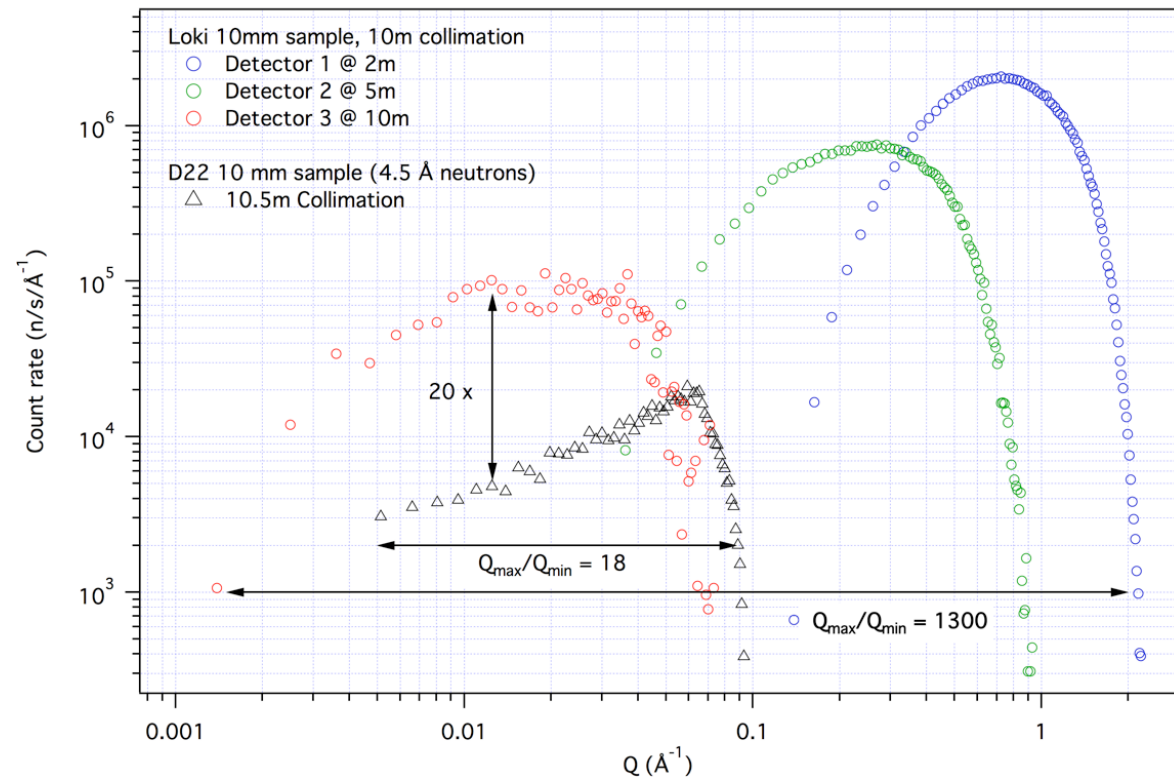 Loki 10mm sample, 10m collimation
Detector 1 @ 2m
Detector 2 @ 5m
Detector 3 @ 10m
D22 10 mm sample (4.5 Å neutrons)
10.5m Collimation
Count rate (n/s/Å⁻¹)
10⁶
10⁵
10⁴
10³
20 x
Qmax/Qmin = 18
Qmax/Qmin = 1300
0.001
0.01
0.1
1
Q (Å⁻¹)